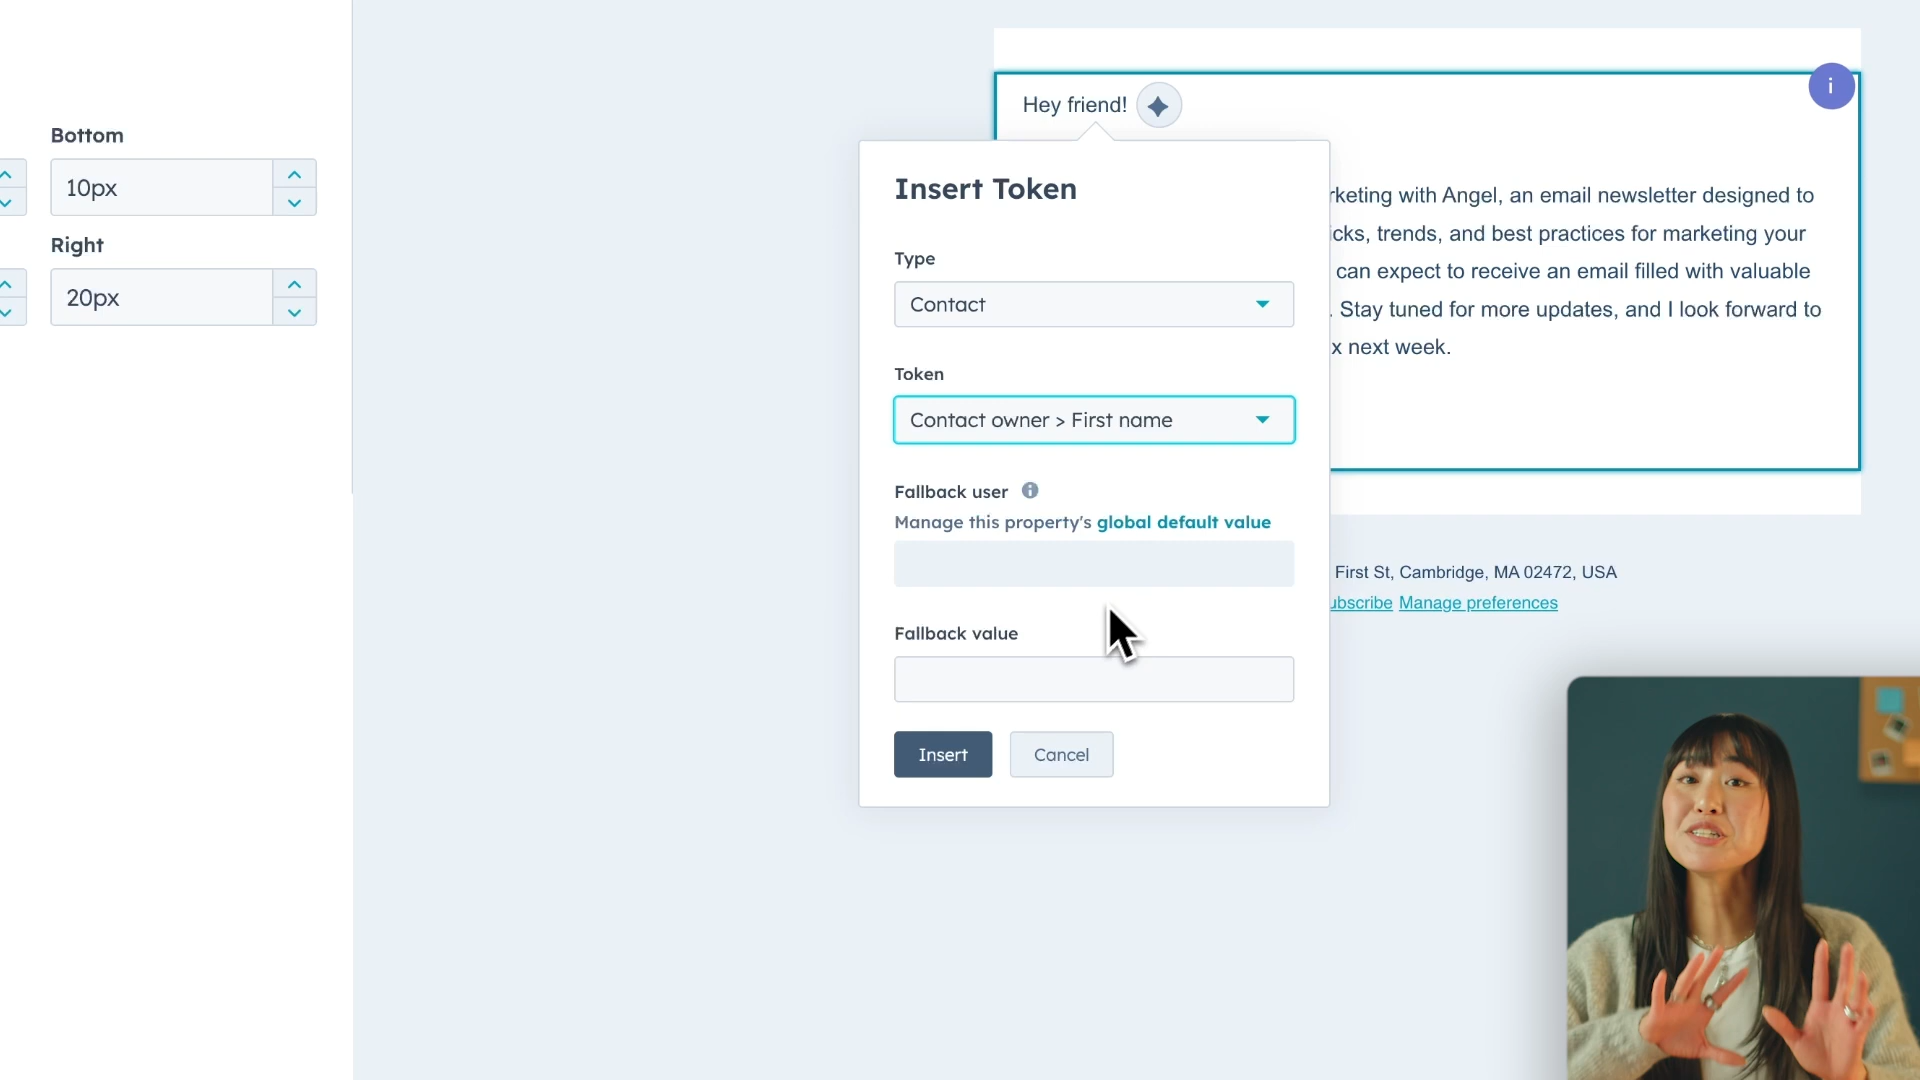 Bottom
10px
Right
20px
Hey friend!
i
Insert Token
Type
Contact
Token
Contact owner > First name
Fallback user
Manage this property's global default value
Fallback value
Insert
Cancel
rketing with Angel, an email newsletter designed to
icks, trends, and best practices for marketing your
can expect to receive an email filled with valuable
. Stay tuned for more updates, and I look forward to
x next week.
First St, Cambridge, MA 02472, USA
ubscribe Manage preferences